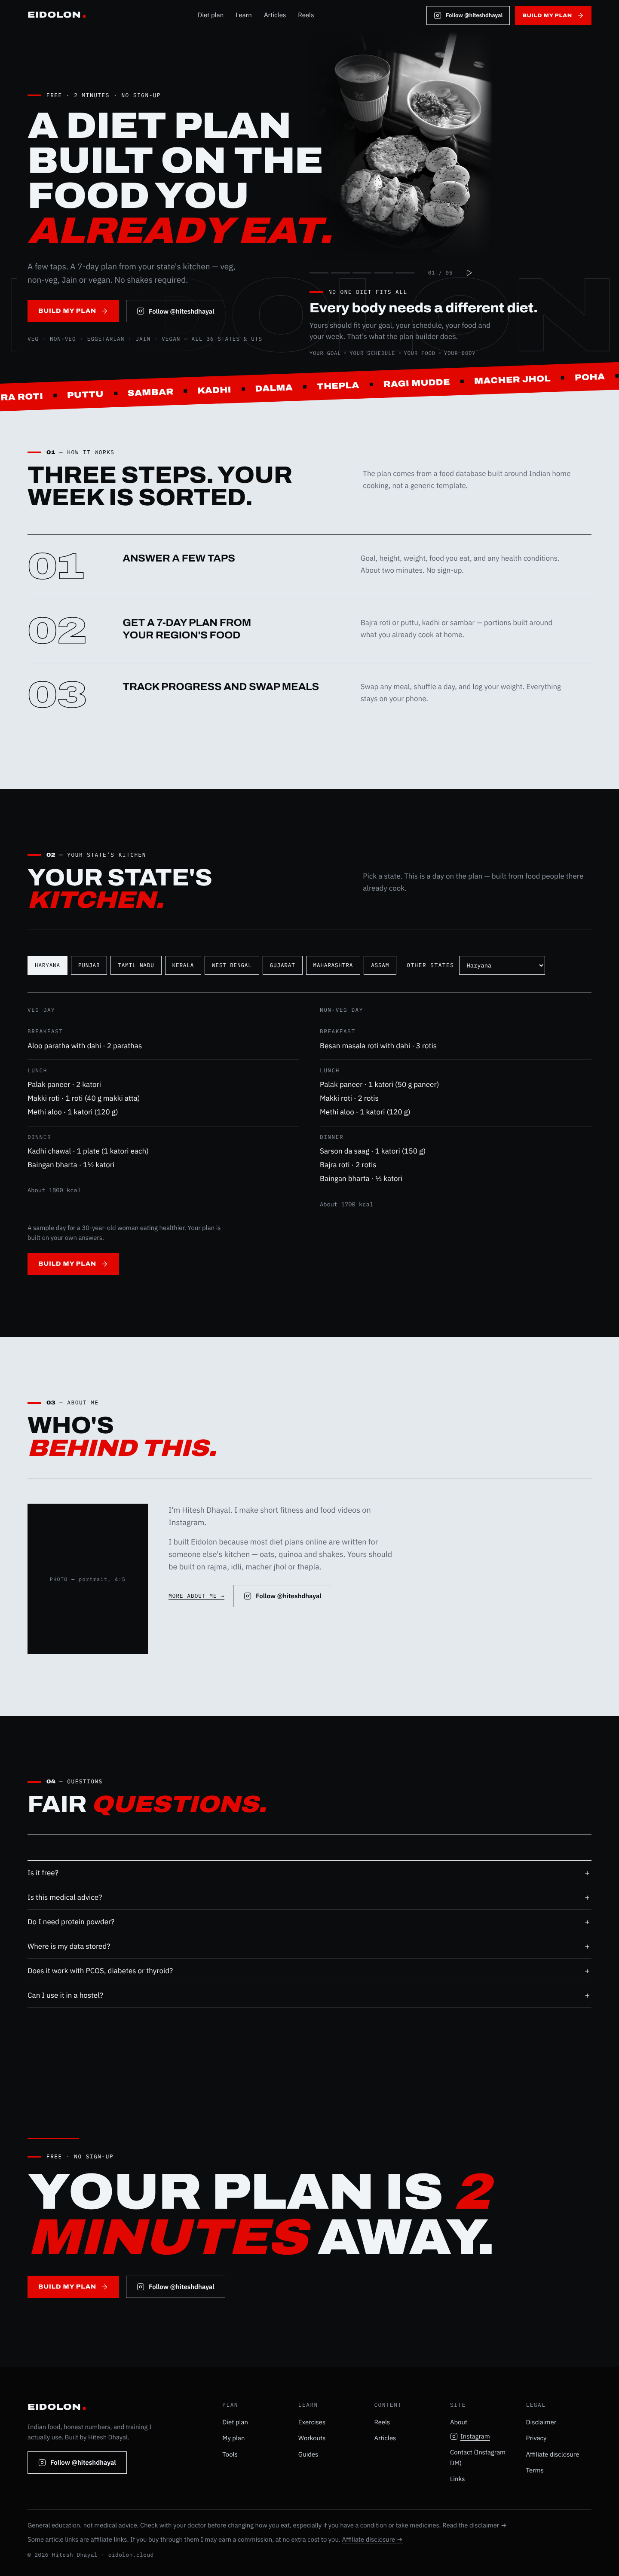 EIDOLON.
Diet plan
Learn
Articles
Reels
Follow @hiteshdhayal
BUILD MY PLAN →
FREE · 2 MINUTES · NO SIGN-UP
A DIET PLAN
BUILT ON THE
FOOD YOU
ALREADY EAT.
A few taps. A 7-day plan from your state's kitchen — veg,
non-veg, Jain or vegan. No shakes required.
BUILD MY PLAN →
Follow @hiteshdhayal
VEG · NON-VEG · EGGETARIAN · JAIN · VEGAN — ALL 36 STATES & UTS
01 / 05
NO ONE DIET FITS ALL
Every body needs a different diet.
Yours should fit your goal, your schedule, your food and
your week. That's what the plan builder does.
YOUR GOAL · YOUR SCHEDULE · YOUR FOOD · YOUR BODY
EIDOLON
RA ROTI ■ PUTTU ■ SAMBAR ■ KADHI ■ DALMA ■ THEPLA ■ RAGI MUDDE ■ MACHER JHOL ■ POHA
01 — HOW IT WORKS
THREE STEPS. YOUR
WEEK IS SORTED.
The plan comes from a food database built around Indian home
cooking, not a generic template.
01
ANSWER A FEW TAPS
Goal, height, weight, food you eat, and any health conditions.
About two minutes. No sign-up.
02
GET A 7-DAY PLAN FROM
YOUR REGION'S FOOD
Bajra roti or puttu, kadhi or sambar — portions built around
what you already cook at home.
03
TRACK PROGRESS AND SWAP MEALS
Swap any meal, shuffle a day, and log your weight. Everything
stays on your phone.
02 — YOUR STATE'S KITCHEN
YOUR STATE'S
KITCHEN.
Pick a state. This is a day on the plan — built from food people there
already cook.
HARYANA
PUNJAB
TAMIL NADU
KERALA
WEST BENGAL
GUJARAT
MAHARASHTRA
ASSAM
OTHER STATES
Haryana
VEG DAY
BREAKFAST
Aloo paratha with dahi · 2 parathas
LUNCH
Palak paneer · 2 katori
Makki roti · 1 roti (40 g makki atta)
Methi aloo · 1 katori (120 g)
DINNER
Kadhi chawal · 1 plate (1 katori each)
Baingan bharta · 1½ katori
About 1800 kcal
NON-VEG DAY
BREAKFAST
Besan masala roti with dahi · 3 rotis
LUNCH
Palak paneer · 1 katori (50 g paneer)
Makki roti · 2 rotis
Methi aloo · 1 katori (120 g)
DINNER
Sarson da saag · 1 katori (150 g)
Bajra roti · 2 rotis
Baingan bharta · ½ katori
About 1700 kcal
A sample day for a 30-year-old woman eating healthier. Your plan is
built on your own answers.
BUILD MY PLAN →
03 — ABOUT ME
WHO'S
BEHIND THIS.
PHOTO — portrait, 4:5
I'm Hitesh Dhayal. I make short fitness and food videos on
Instagram.
I built Eidolon because most diet plans online are written for
someone else's kitchen — oats, quinoa and shakes. Yours should
be built on rajma, idli, macher jhol or thepla.
MORE ABOUT ME →
Follow @hiteshdhayal
04 — QUESTIONS
FAIR QUESTIONS.
Is it free? +
Is this medical advice? +
Do I need protein powder? +
Where is my data stored? +
Does it work with PCOS, diabetes or thyroid? +
Can I use it in a hostel? +
FREE · NO SIGN-UP
YOUR PLAN IS 2
MINUTES AWAY.
BUILD MY PLAN →
Follow @hiteshdhayal
EIDOLON.
Indian food, honest numbers, and training I
actually use. Built by Hitesh Dhayal.
Follow @hiteshdhayal
PLAN
Diet plan
My plan
Tools
LEARN
Exercises
Workouts
Guides
CONTENT
Reels
Articles
SITE
About
Instagram
Contact (Instagram
DM)
Links
LEGAL
Disclaimer
Privacy
Affiliate disclosure
Terms
General education, not medical advice. Check with your doctor before changing how you eat, especially if you have a condition or take medicines. Read the disclaimer →
Some article links are affiliate links. If you buy through them I may earn a commission, at no extra cost to you. Affiliate disclosure →
© 2026 Hitesh Dhayal · eidolon.cloud